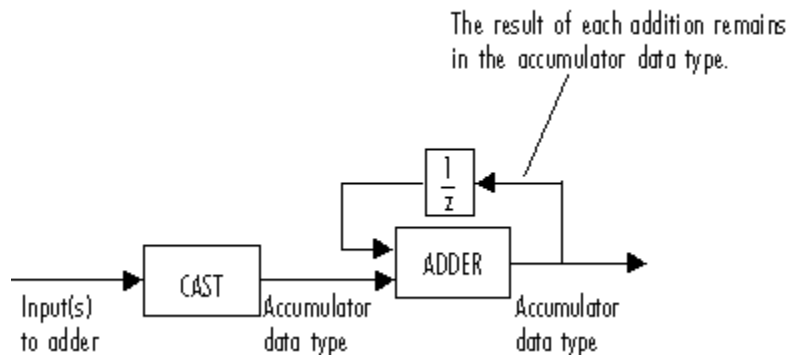 The result of each addition remains
in the accumulator data type.
1
z
CAST
ADDER
Input(s)
to adder
Accumulator
data type
Accumulator
data type